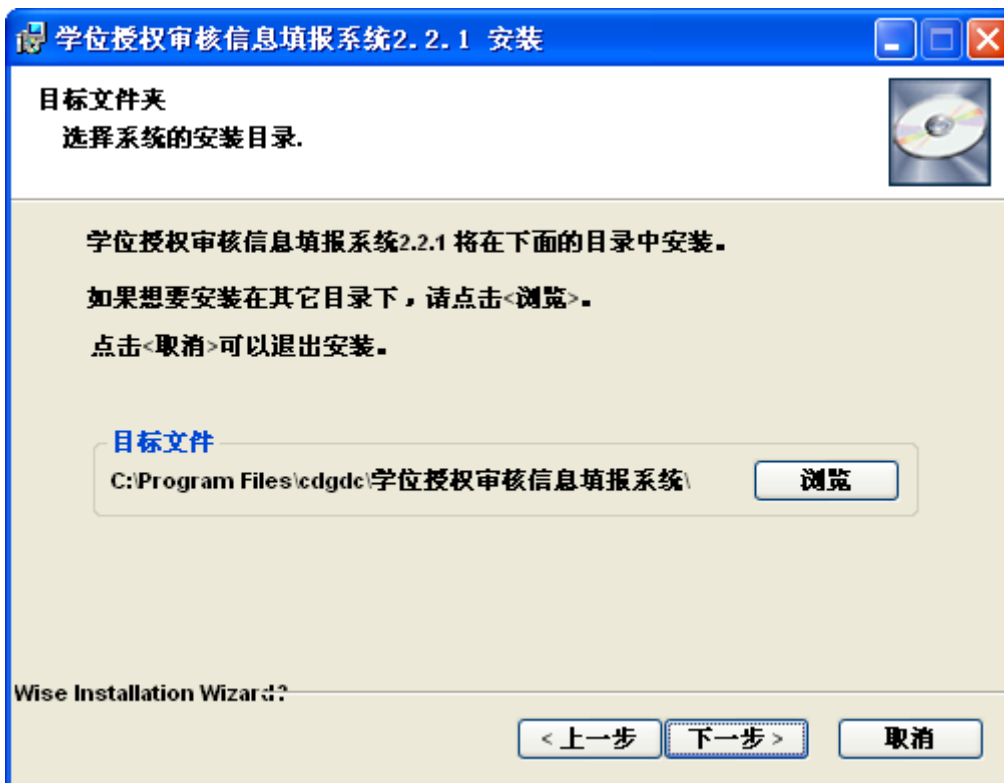 学位授权审核信息填报系统2.2.1 安装
目标文件夹
选择系统的安装目录.
学位授权审核信息填报系统2.2.1 将在下面的目录中安装。
如果想要安装在其它目录下，请点击<浏览>。
点击<取消>可以退出安装。
目标文件
C:\Program Files\cdgdc\学位授权审核信息填报系统\
浏览
Wise Installation Wizard?
< 上一步
下一步 >
取消